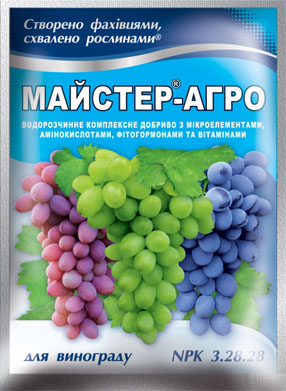 Створено фахівцями,
схвалено рослинами®
МАЙСТЕР-АГРО®
ВОДОРОЗЧИННЕ КОМПЛЕКСНЕ ДОБРИВО З МІКРОЕЛЕМЕНТАМИ,
АМІНОКИСЛОТАМИ, ФІТОГОРМОНАМИ ТА ВІТАМІНАМИ
для винограду NPK 3.28.28